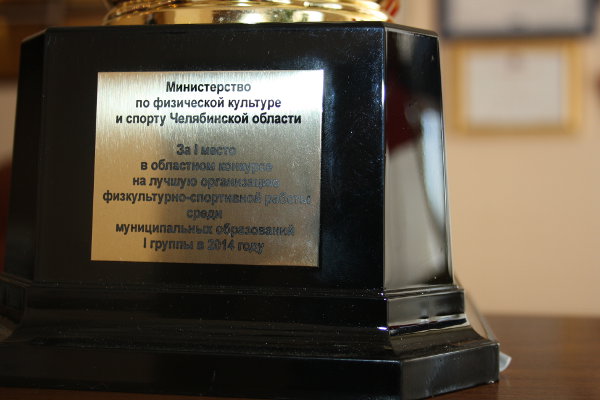 Министерство
по физической культуре
и спорту Челябинской области
За I место
в областном конкурсе
на лучшую организацию
физкультурно-спортивной работы
среди
муниципальных образований
I группы в 2014 году